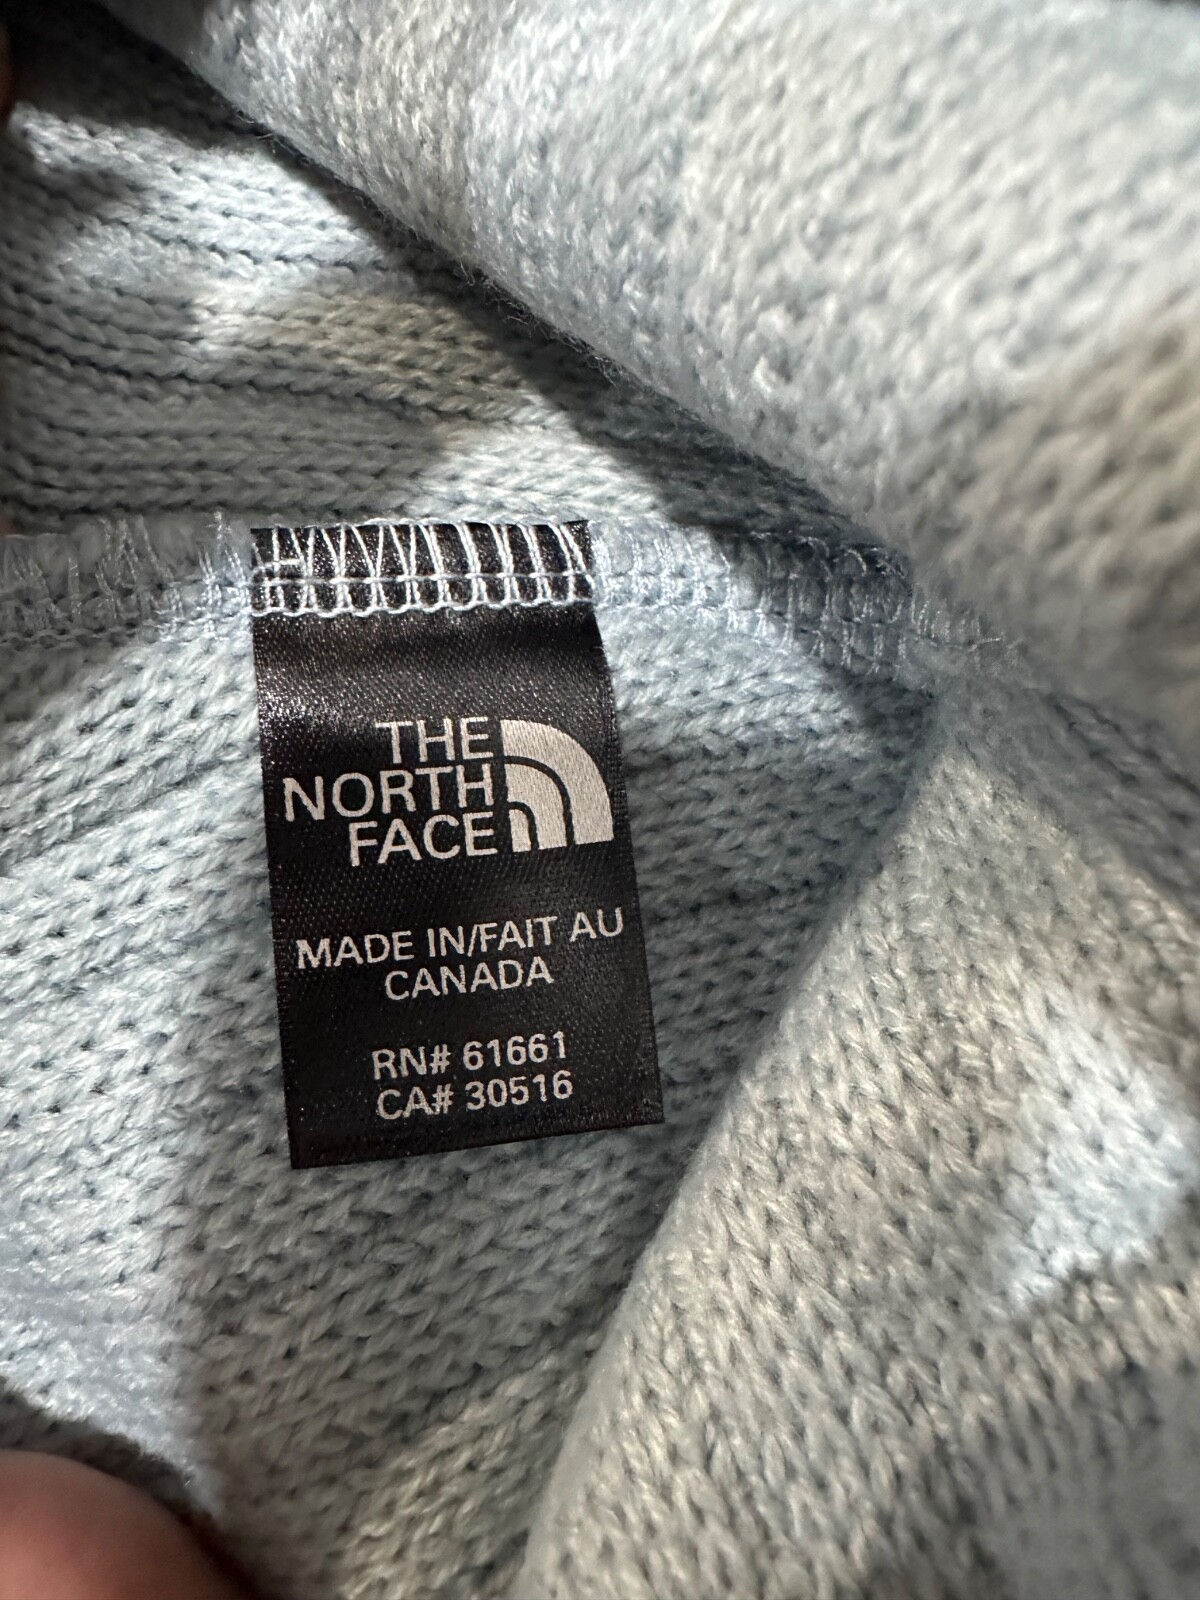 THE
NORTH
FACE
MADE IN/FAIT AU
CANADA
RN# 61661
CA# 30516